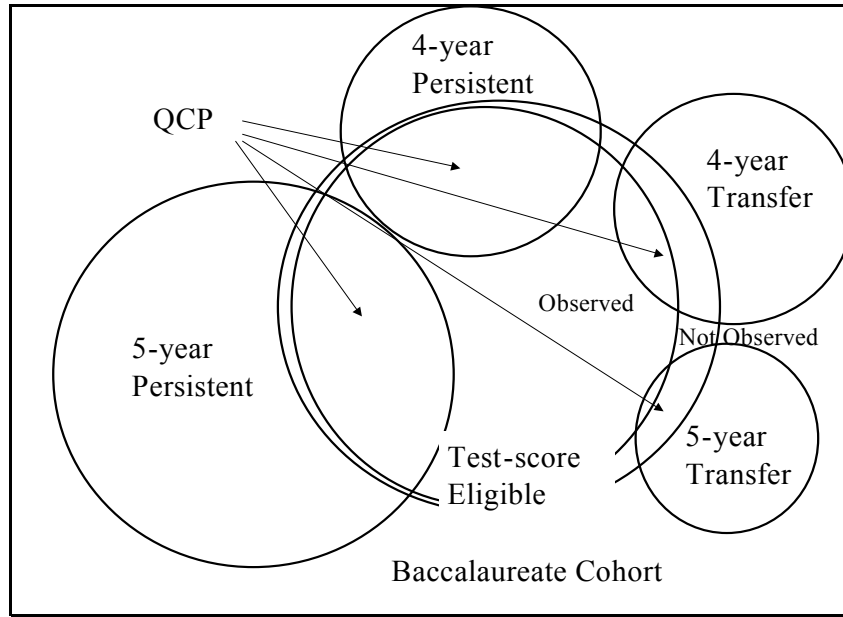 4-year
Persistent
QCP
4-year
Transfer
Observed
Not Observed
5-year
Persistent
5-year
Transfer
Test-score
Eligible
Baccalaureate Cohort